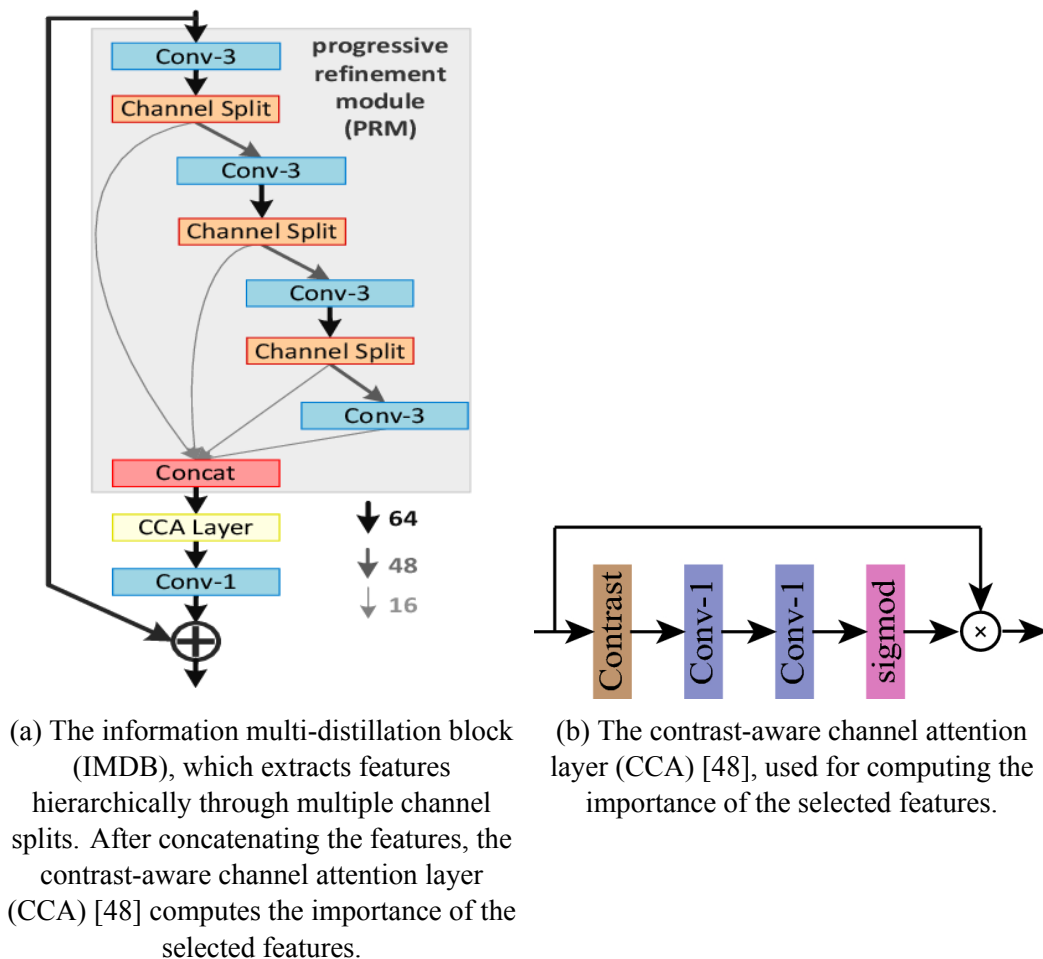 Conv-3
progressive
refinement
module
(PRM)
Channel Split
Conv-3
Channel Split
Conv-3
Channel Split
Conv-3
Concat
CCA Layer
Conv-1
64
48
16
Contrast
Conv-1
Conv-1
sigmod
×
(a) The information multi-distillation block
(IMDB), which extracts features
hierarchically through multiple channel
splits. After concatenating the features, the
contrast-aware channel attention layer
(CCA) [48] computes the importance of the
selected features.
(b) The contrast-aware channel attention
layer (CCA) [48], used for computing the
importance of the selected features.